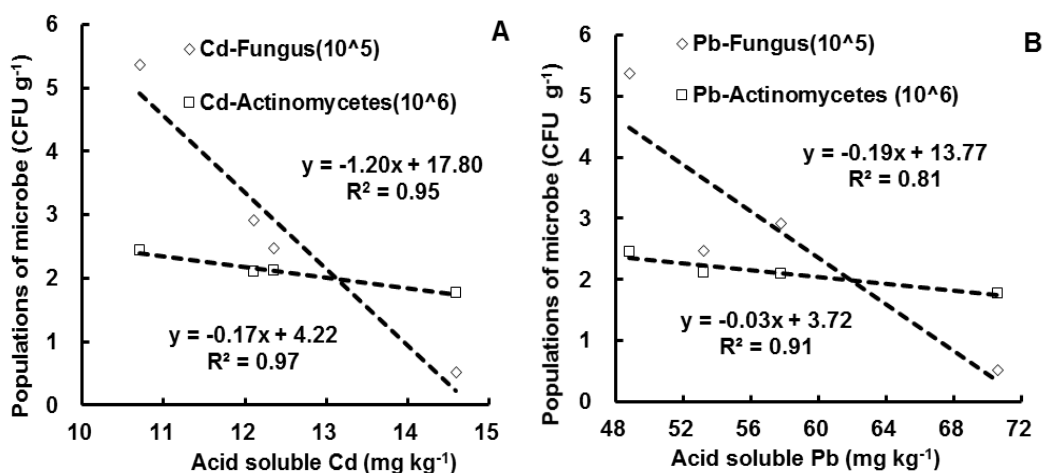 A
Cd-Fungus(10^5)
Cd-Actinomycetes(10^6)
y = -1.20x + 17.80
R² = 0.95
y = -0.17x + 4.22
R² = 0.97
Populations of microbe (CFU g⁻¹)
6
5
4
3
2
1
0
10 11 12 13 14 15
Acid soluble Cd (mg kg⁻¹)
B
Pb-Fungus(10^5)
Pb-Actinomycetes (10^6)
y = -0.19x + 13.77
R² = 0.81
y = -0.03x + 3.72
R² = 0.91
Populations of microbe (CFU g⁻¹)
6
5
4
3
2
1
0
48 52 56 60 64 68 72
Acid soluble Pb (mg kg⁻¹)